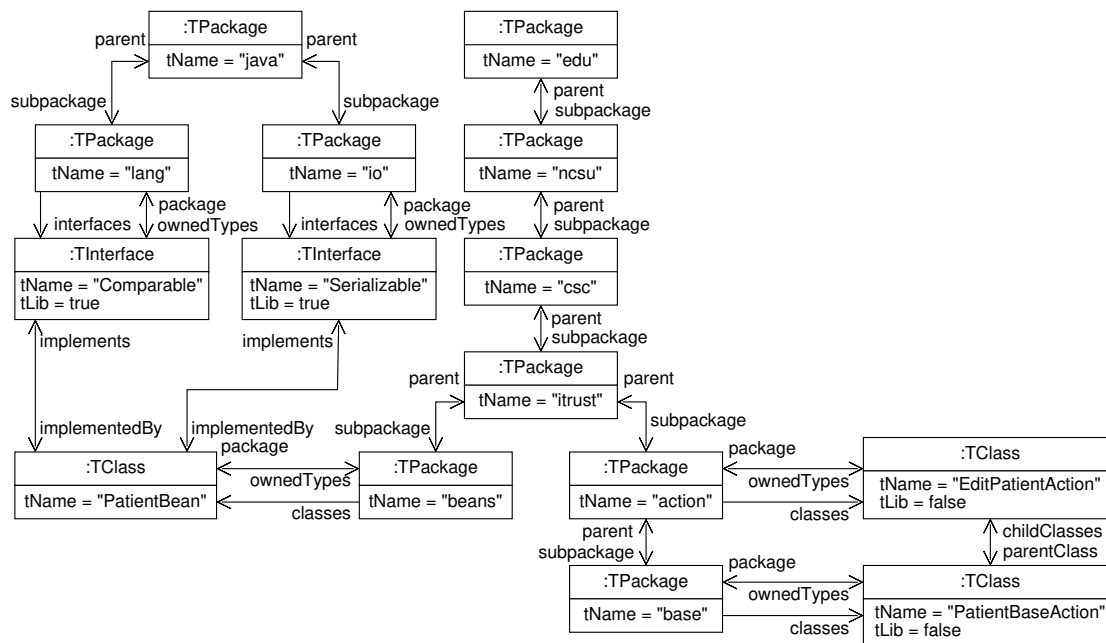 :TPackage
tName = "java"
parent
parent
subpackage
subpackage
:TPackage
tName = "edu"
parent
subpackage
:TPackage
tName = "lang"
:TPackage
tName = "io"
:TPackage
tName = "ncsu"
interfaces
package
ownedTypes
interfaces
package
ownedTypes
parent
subpackage
:TInterface
tName = "Comparable"
tLib = true
:TInterface
tName = "Serializable"
tLib = true
:TPackage
tName = "csc"
implements
implements
parent
subpackage
:TPackage
tName = "itrust"
parent
parent
subpackage
subpackage
implementedBy
implementedBy
:TClass
tName = "PatientBean"
package
ownedTypes
classes
:TPackage
tName = "beans"
:TPackage
tName = "action"
package
ownedTypes
classes
:TClass
tName = "EditPatientAction"
tLib = false
parent
subpackage
childClasses
parentClass
:TPackage
tName = "base"
package
ownedTypes
classes
:TClass
tName = "PatientBaseAction"
tLib = false